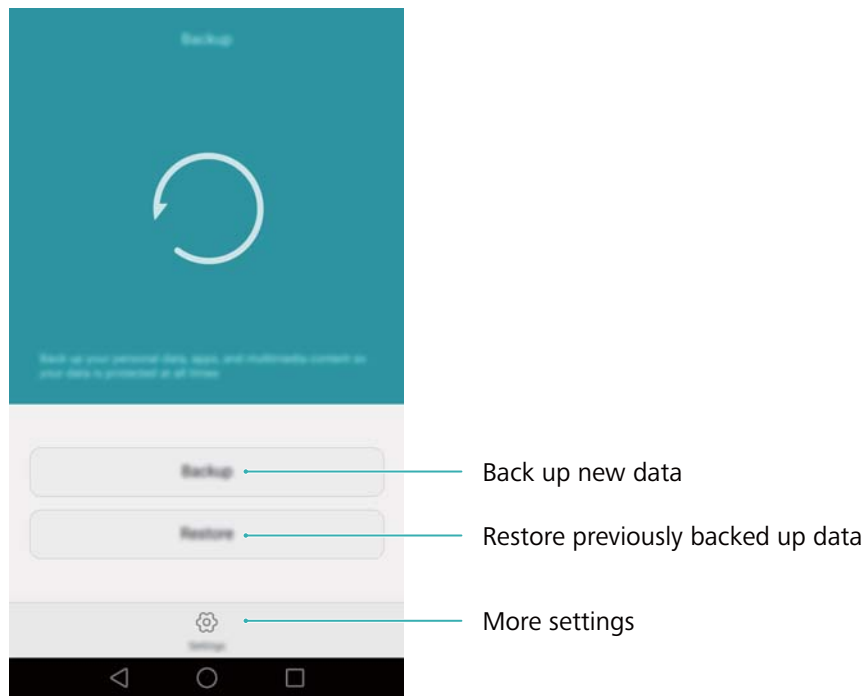 Backup
Back up your personal data, apps, and multimedia content so
your data is protected at all times
Backup
Back up new data
Restore
Restore previously backed up data
Settings
More settings